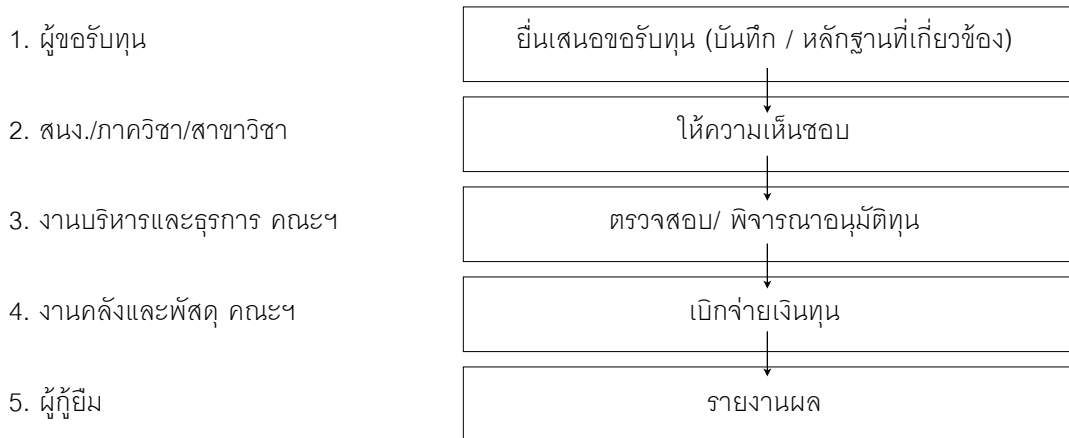 1. ผู้ขอรับทุน ยื่นเสนอขอรับทุน (บันทึก / หลักฐานที่เกี่ยวข้อง)
2. สนง./ภาควิชา/สาขาวิชา ให้ความเห็นชอบ
3. งานบริหารและธุรการ คณะฯ ตรวจสอบ/ พิจารณาอนุมัติทุน
4. งานคลังและพัสดุ คณะฯ เบิกจ่ายเงินทุน
5. ผู้กู้ยืม รายงานผล